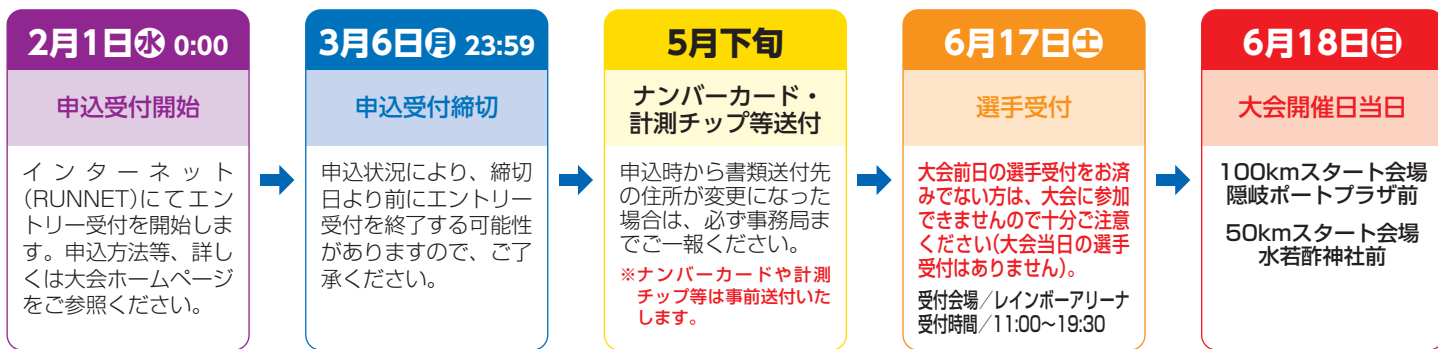 2月1日㊌ 0:00
申込受付開始
インターネット
(RUNNET)にてエン
トリー受付を開始しま
す。申込方法等、詳し
くは大会ホームページ
をご参照ください。
3月6日㊊ 23:59
申込受付締切
申込状況により、締切
日より前にエントリー
受付を終了する可能性
がありますので、ご了
承ください。
5月下旬
ナンバーカード・
計測チップ等送付
申込時から書類送付先
の住所が変更になった
場合は、必ず事務局ま
でご一報ください。
※ナンバーカードや計測
チップ等は事前送付いた
します。
6月17日㊏
選手受付
大会前日の選手受付をお済
みでない方は、大会に参加
できませんので十分ご注意
ください(大会当日の選手
受付はありません)。
受付会場/レインボーアリーナ
受付時間/11:00~19:30
6月18日㊐
大会開催日当日
100kmスタート会場
隠岐ポートプラザ前
50kmスタート会場
水若酢神社前